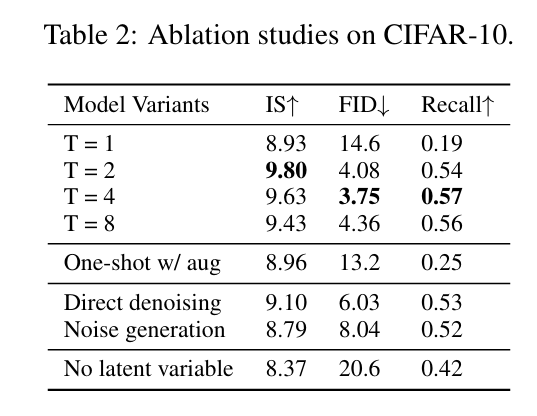 Table 2: Ablation studies on CIFAR-10.
Model Variants IS↑ FID↓ Recall↑
T = 1 8.93 14.6 0.19
T = 2 9.80 4.08 0.54
T = 4 9.63 3.75 0.57
T = 8 9.43 4.36 0.56
One-shot w/ aug 8.96 13.2 0.25
Direct denoising 9.10 6.03 0.53
Noise generation 8.79 8.04 0.52
No latent variable 8.37 20.6 0.42